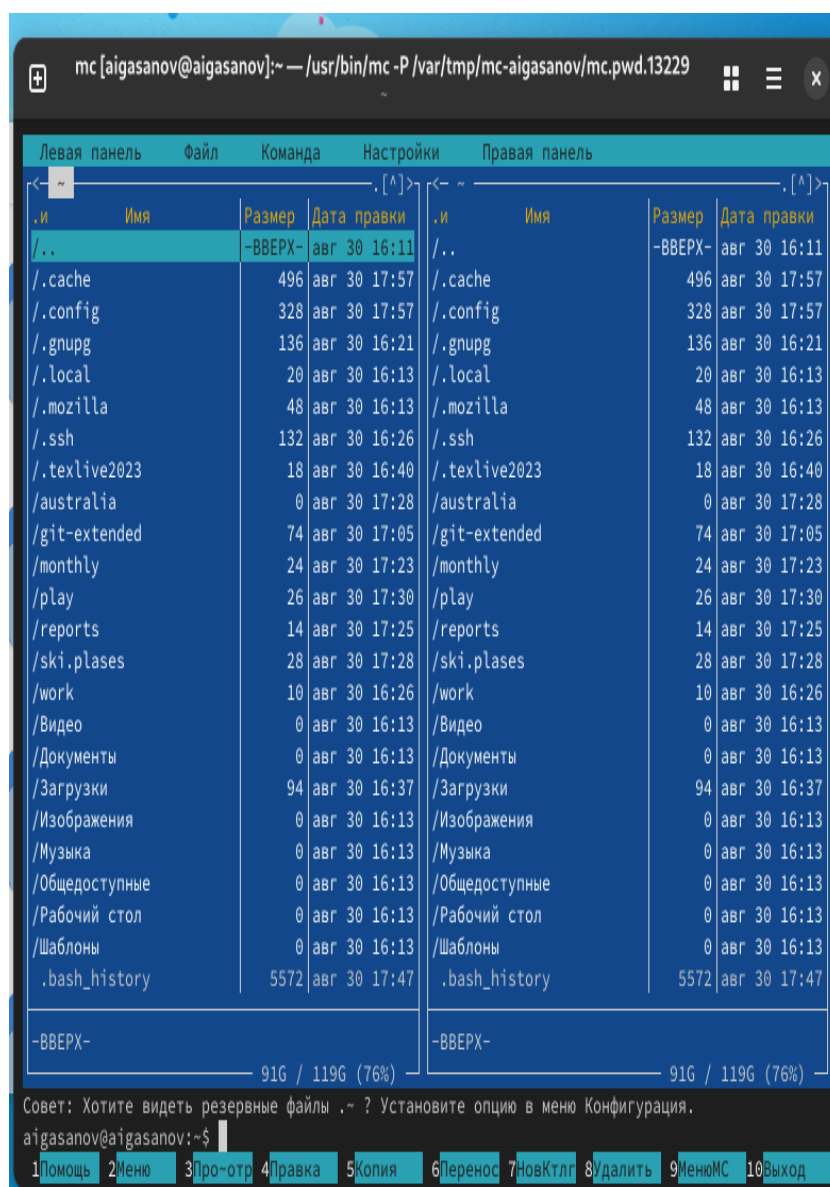 mc [aigasanov@aigasanov]:~ — /usr/bin/mc -P /var/tmp/mc-aigasanov/mc.pwd.13229
~
Левая панель Файл Команда Настройки Правая панель
<- ~ .[^]> <- ~ .[^]>
.и Имя Размер Дата правки .и Имя Размер Дата правки
/.. -ВВЕРХ- авг 30 16:11 /.. -ВВЕРХ- авг 30 16:11
/.cache 496 авг 30 17:57 /.cache 496 авг 30 17:57
/.config 328 авг 30 17:57 /.config 328 авг 30 17:57
/.gnupg 136 авг 30 16:21 /.gnupg 136 авг 30 16:21
/.local 20 авг 30 16:13 /.local 20 авг 30 16:13
/.mozilla 48 авг 30 16:13 /.mozilla 48 авг 30 16:13
/.ssh 132 авг 30 16:26 /.ssh 132 авг 30 16:26
/.texlive2023 18 авг 30 16:40 /.texlive2023 18 авг 30 16:40
/australia 0 авг 30 17:28 /australia 0 авг 30 17:28
/git-extended 74 авг 30 17:05 /git-extended 74 авг 30 17:05
/monthly 24 авг 30 17:23 /monthly 24 авг 30 17:23
/play 26 авг 30 17:30 /play 26 авг 30 17:30
/reports 14 авг 30 17:25 /reports 14 авг 30 17:25
/ski.plases 28 авг 30 17:28 /ski.plases 28 авг 30 17:28
/work 10 авг 30 16:26 /work 10 авг 30 16:26
/Видео 0 авг 30 16:13 /Видео 0 авг 30 16:13
/Документы 0 авг 30 16:13 /Документы 0 авг 30 16:13
/Загрузки 94 авг 30 16:37 /Загрузки 94 авг 30 16:37
/Изображения 0 авг 30 16:13 /Изображения 0 авг 30 16:13
/Музыка 0 авг 30 16:13 /Музыка 0 авг 30 16:13
/Общедоступные 0 авг 30 16:13 /Общедоступные 0 авг 30 16:13
/Рабочий стол 0 авг 30 16:13 /Рабочий стол 0 авг 30 16:13
/Шаблоны 0 авг 30 16:13 /Шаблоны 0 авг 30 16:13
.bash_history 5572 авг 30 17:47 .bash_history 5572 авг 30 17:47
-ВВЕРХ- -ВВЕРХ-
91G / 119G (76%) 91G / 119G (76%)
Совет: Хотите видеть резервные файлы .~ ? Установите опцию в меню Конфигурация.
aigasanov@aigasanov:~$
1Помощь 2Меню 3Про~отр 4Правка 5Копия 6Перенос 7НовКтлг 8Удалить 9МенюMC 10Выход